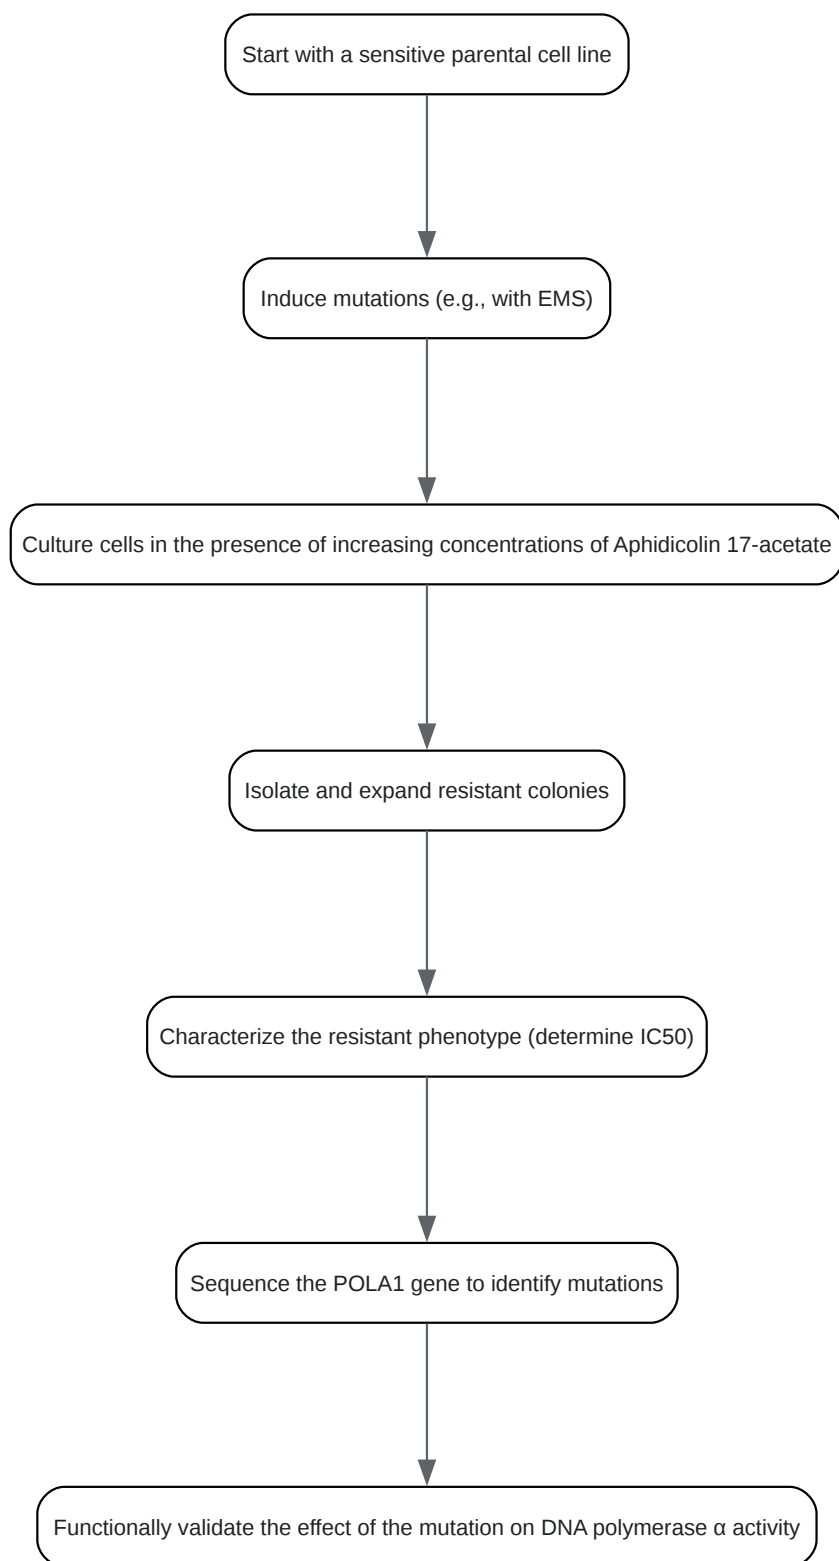 Start with a sensitive parental cell line
Induce mutations (e.g., with EMS)
Culture cells in the presence of increasing concentrations of Aphidicolin 17-acetate
Isolate and expand resistant colonies
Characterize the resistant phenotype (determine IC50)
Sequence the POLA1 gene to identify mutations
Functionally validate the effect of the mutation on DNA polymerase α activity